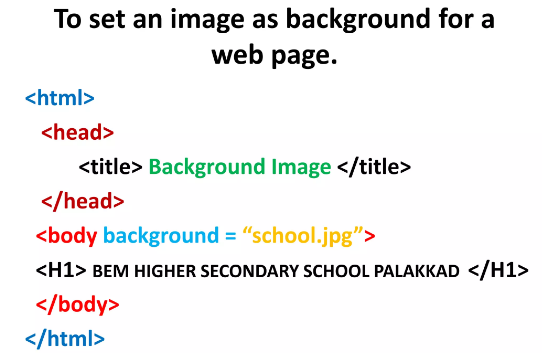 To set an image as background for a
web page.
<html>
<head>
<title> Background Image </title>
</head>
<body background = “school.jpg”>
<H1> BEM HIGHER SECONDARY SCHOOL PALAKKAD </H1>
</body>
</html>